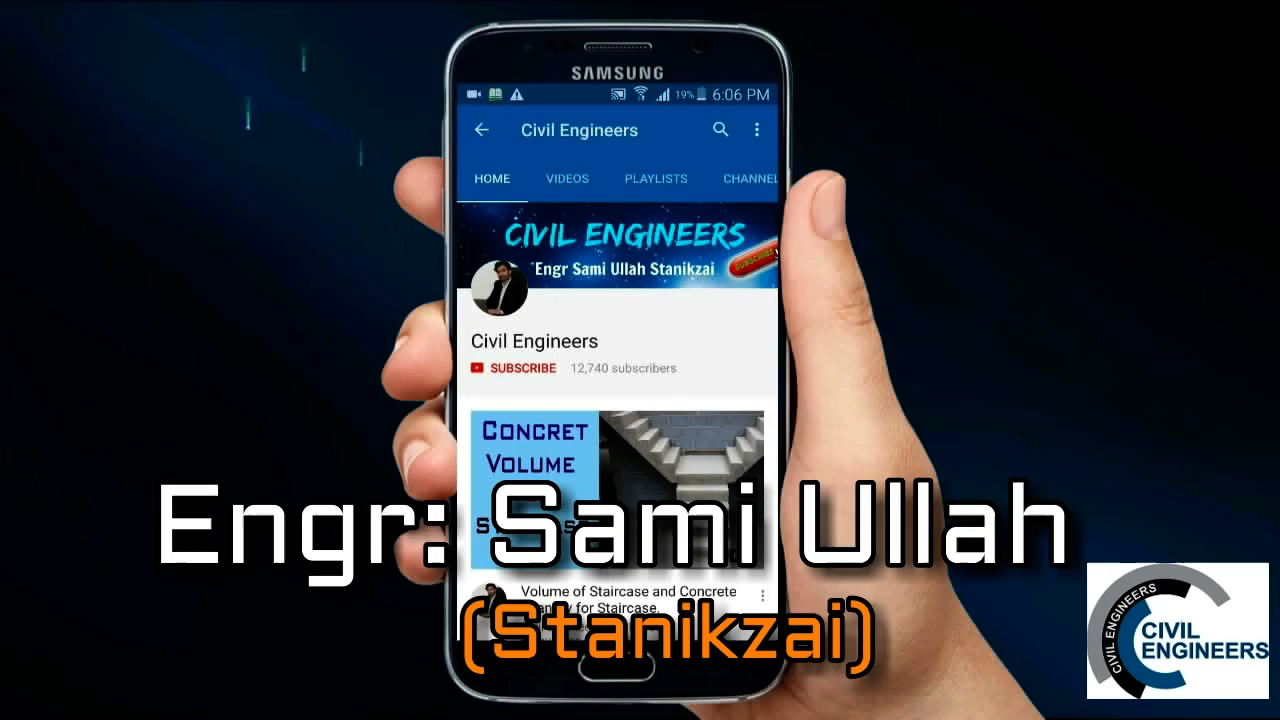 SAMSUNG
19% 6:06 PM
Civil Engineers
HOME VIDEOS PLAYLISTS CHANNEL
CIVIL ENGINEERS
SUBSCRIBE
Engr Sami Ullah Stanikzai
Civil Engineers
SUBSCRIBE 12,740 subscribers
CONCRET
VOLUME
Engr: Sami Ullah
Volume of Staircase and Concrete
for Staircase.
(Stanikzai)
CIVIL ENGINEERS
CIVIL
ENGINEERS